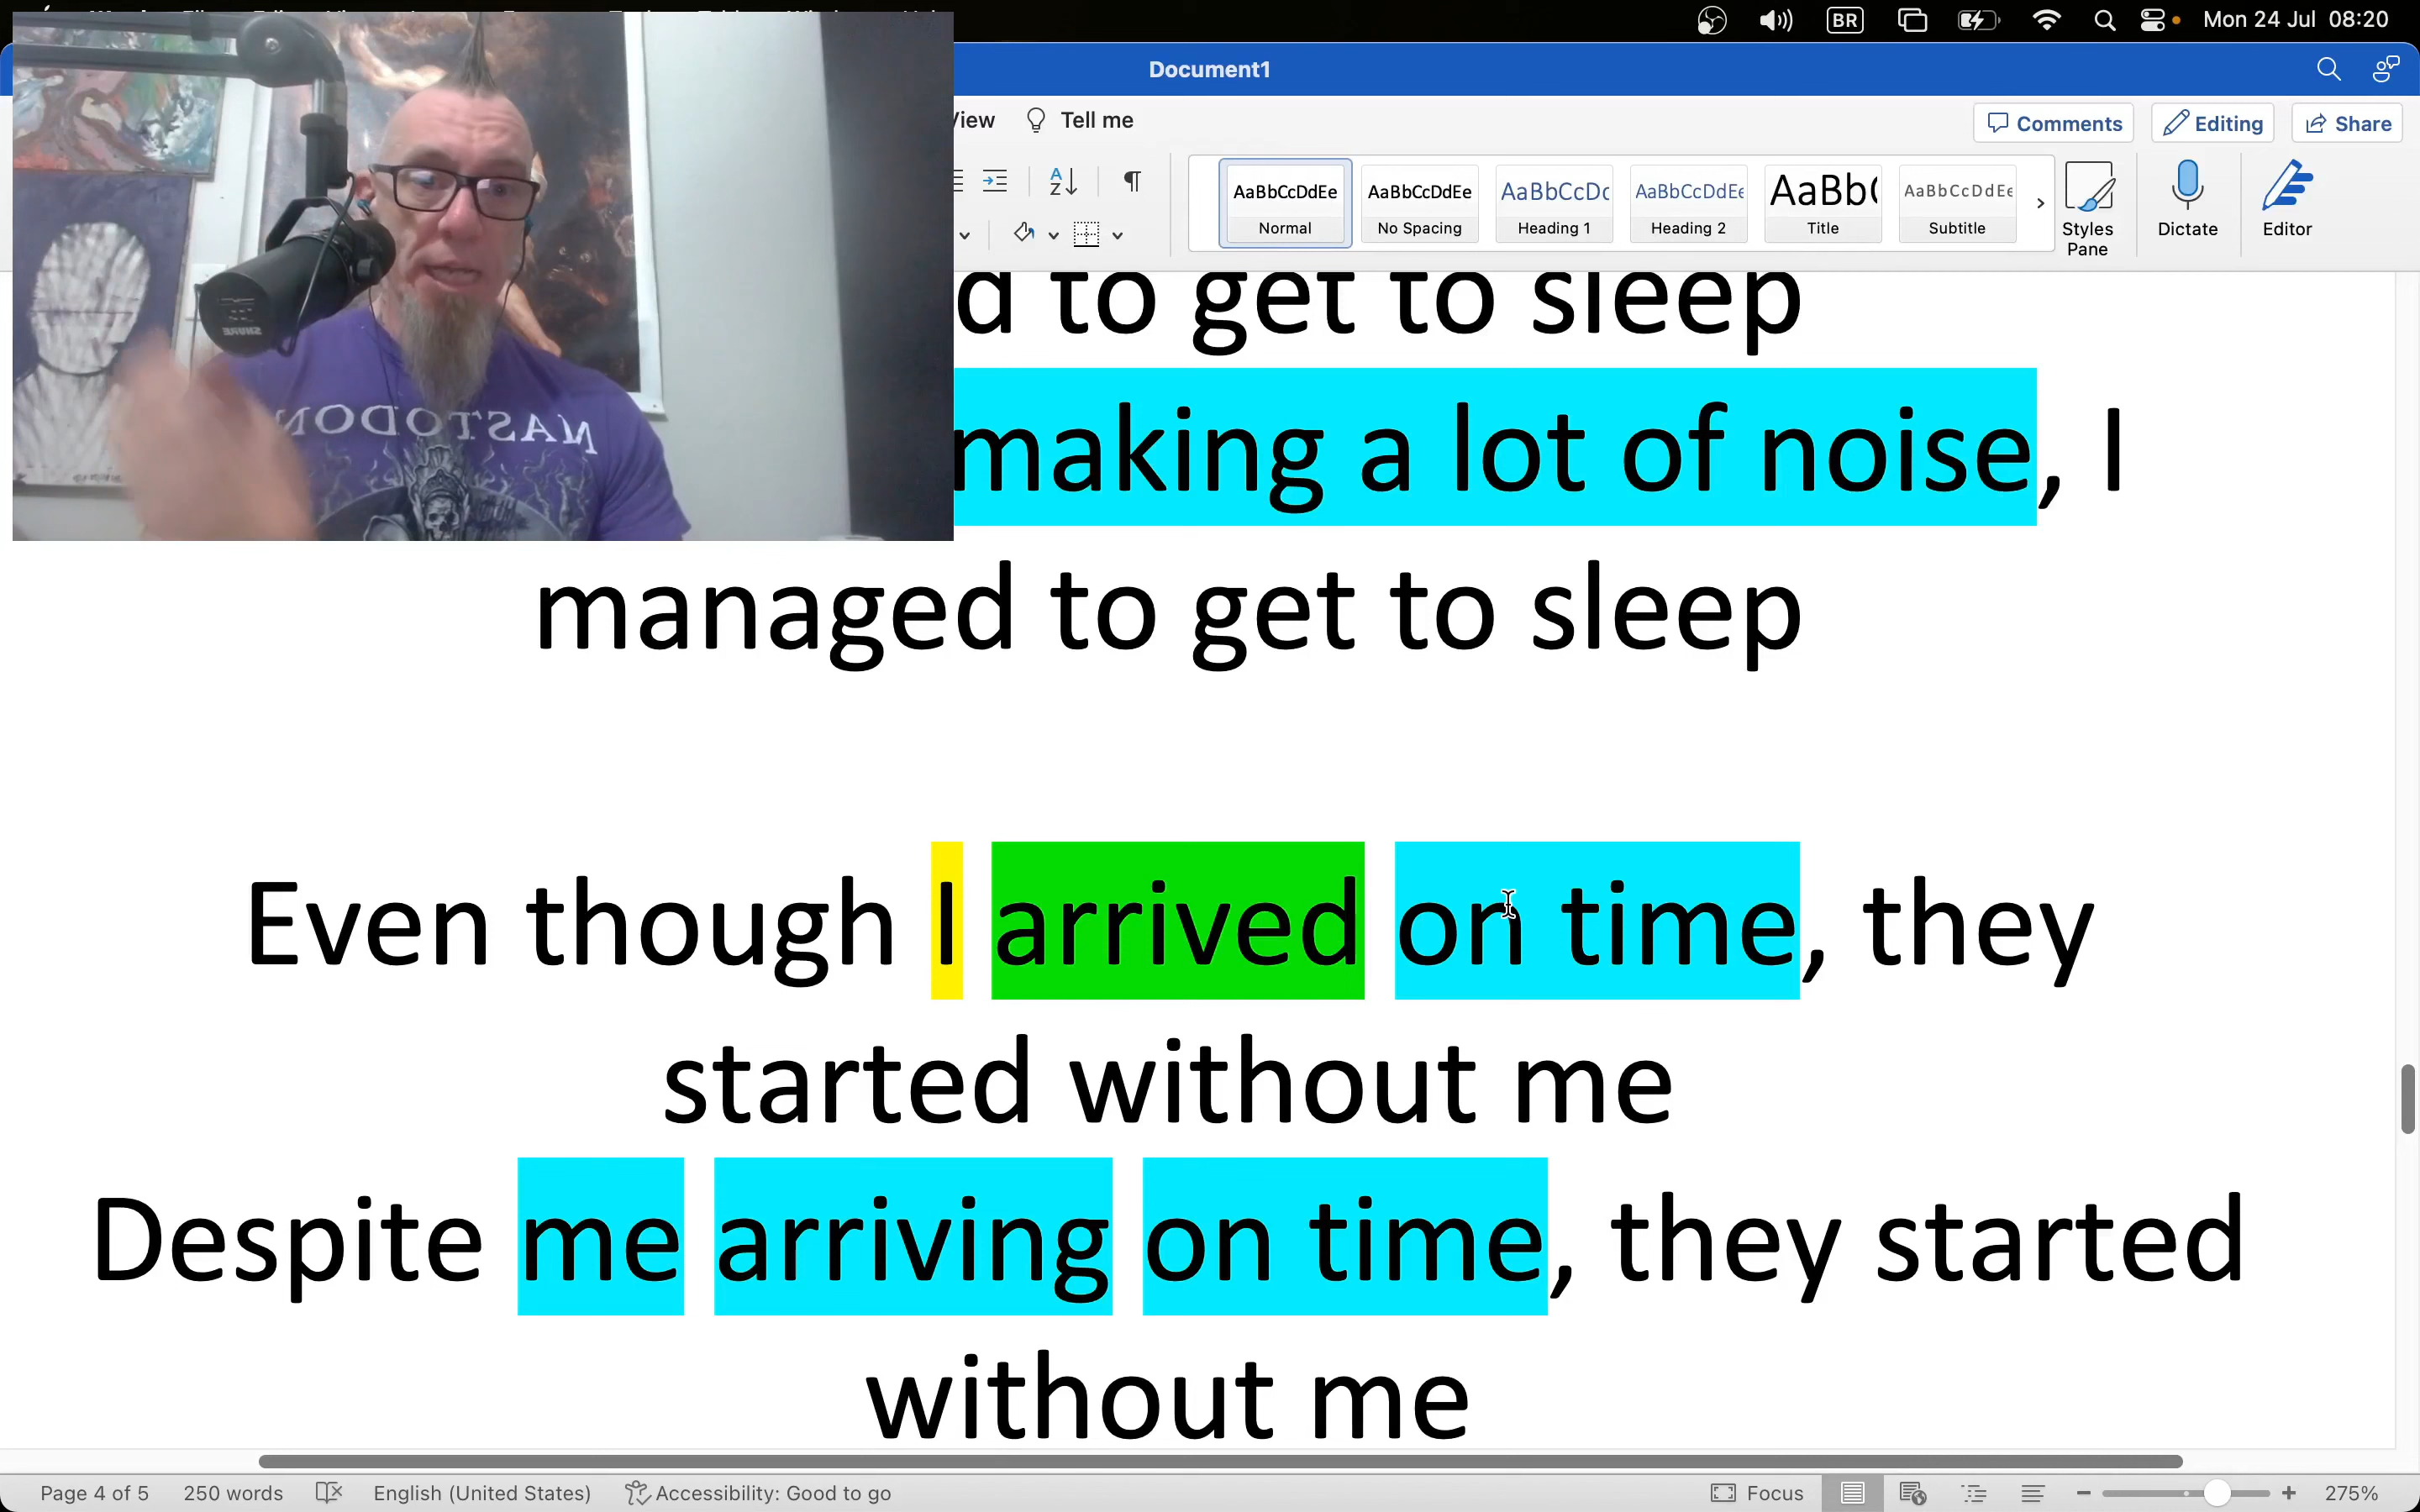 Mon 24 Jul 08:20
BR
Document1
View
Tell me
Comments
Editing
Share
AaBbCcDdEe
Normal
AaBbCcDdEe
No Spacing
AaBbCcDc
Heading 1
AaBbCcDdEe
Heading 2
AaBb(
Title
AaBbCcDdEe
Subtitle
Styles
Pane
Dictate
Editor
MASTODON
SHURE
d to get to sleep
making a lot of noise, I
managed to get to sleep
Even though I arrived on time, they
started without me
Despite me arriving on time, they started
without me
Page 4 of 5
250 words
English (United States)
Accessibility: Good to go
Focus
275%